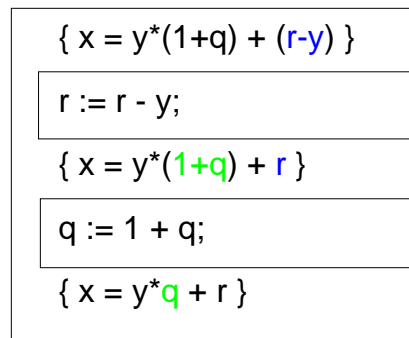 { x = y*(1+q) + (r-y) }
r := r - y;
{ x = y*(1+q) + r }
q := 1 + q;
{ x = y*q + r }